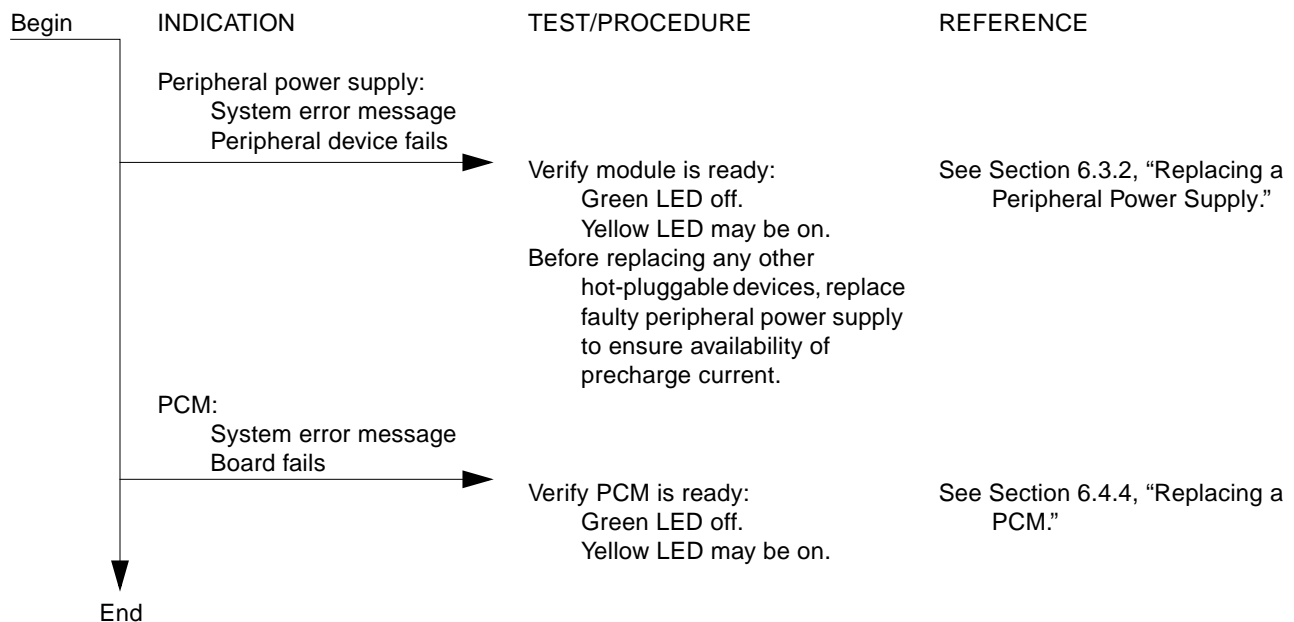 Begin INDICATION TEST/PROCEDURE REFERENCE
Peripheral power supply:
System error message
Peripheral device fails
Verify module is ready:
Green LED off.
Yellow LED may be on.
Before replacing any other
hot-pluggable devices, replace
faulty peripheral power supply
to ensure availability of
precharge current.
See Section 6.3.2, “Replacing a
Peripheral Power Supply.”
PCM:
System error message
Board fails
Verify PCM is ready:
Green LED off.
Yellow LED may be on.
See Section 6.4.4, “Replacing a
PCM.”
End